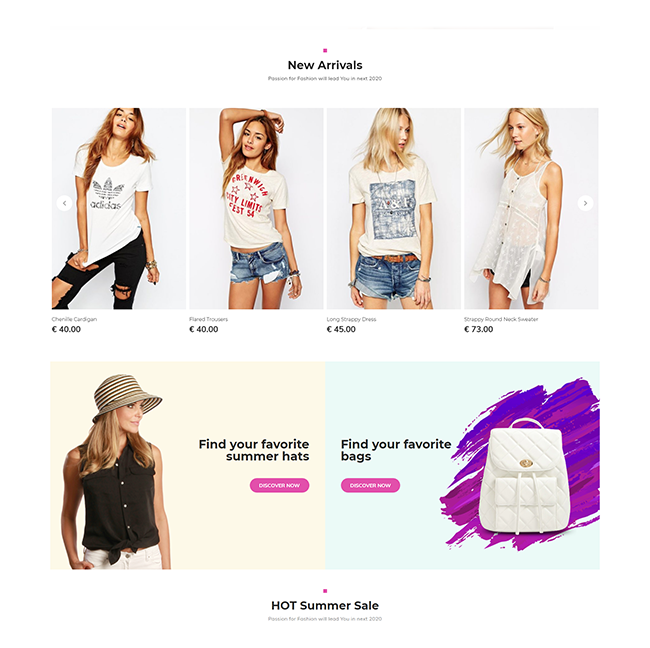 New Arrivals
Passion for Fashion will lead You in next 2020
adidas
GREENWICH
CITY LIMITS
FEST 54
A&F
Chenille Cardigan
€ 40.00
Flared Trousers
€ 40.00
Long Strappy Dress
€ 45.00
Strappy Round Neck Sweater
€ 73.00
Find your favorite
summer hats
DISCOVER NOW
Find your favorite
bags
DISCOVER NOW
HOT Summer Sale
Passion for Fashion will lead You in next 2020